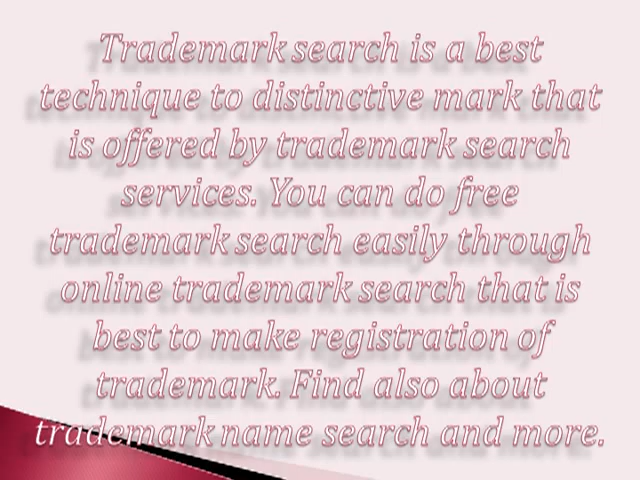 Trademark search is a best
technique to distinctive mark that
is offered by trademark search
services. You can do free
trademark search easily through
online trademark search that is
best to make registration of
trademark. Find also about
trademark name search and more.